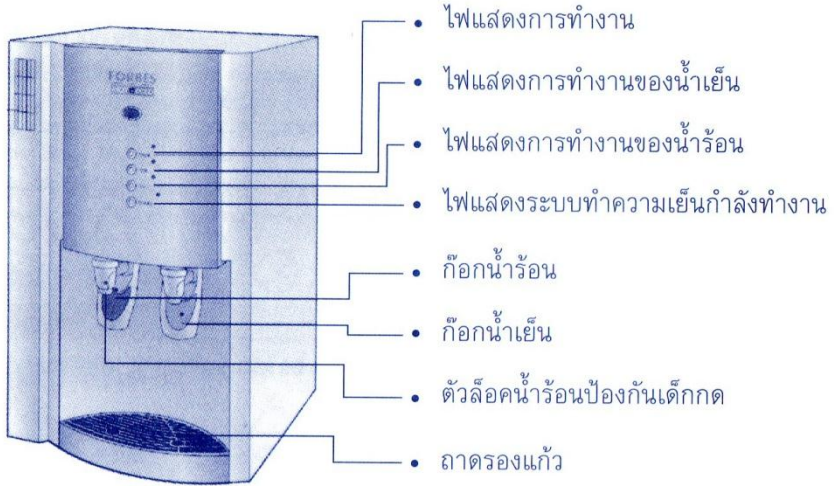 FORBES
ไฟแสดงการทำงาน
ไฟแสดงการทำงานของน้ำเย็น
ไฟแสดงการทำงานของน้ำร้อน
ไฟแสดงระบบทำความเย็นกำลังทำงาน
ก๊อกน้ำร้อน
ก๊อกน้ำเย็น
ตัวล็อคน้ำร้อนป้องกันเด็กกด
ถาดรองแก้ว